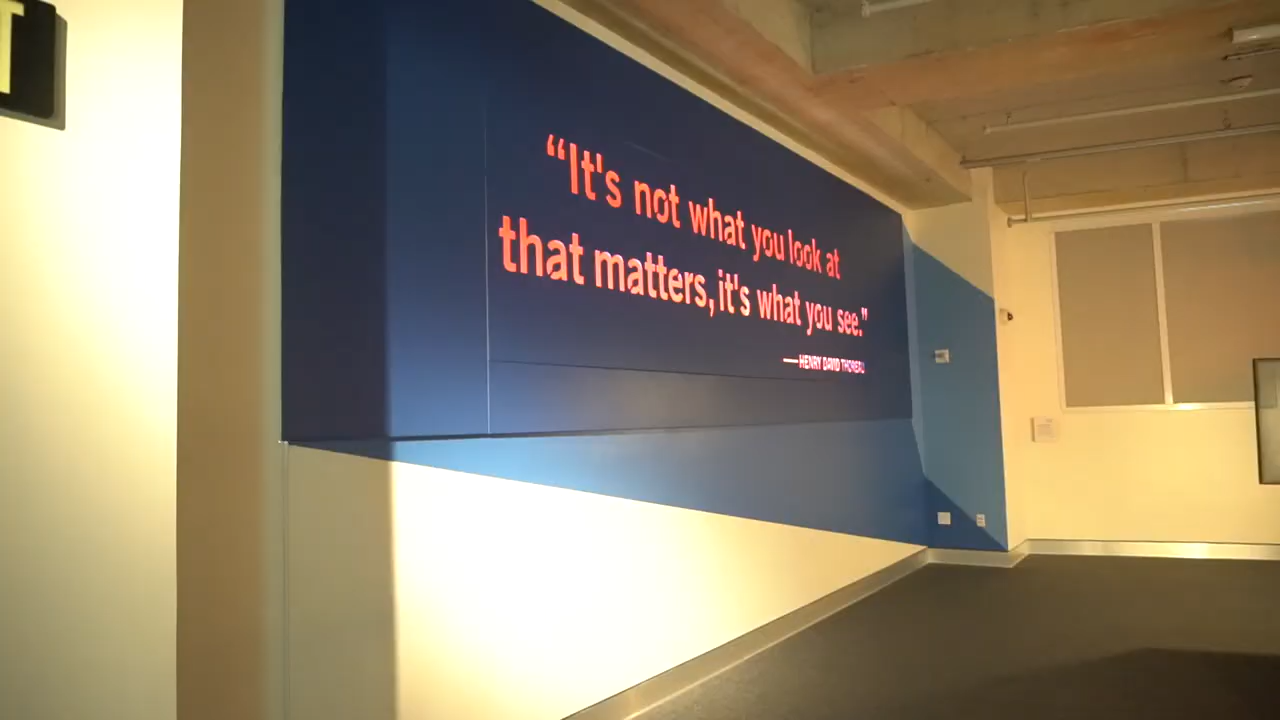 T
“It's not what you look at
that matters, it's what you see."
—HENRY DAVID THOREAU